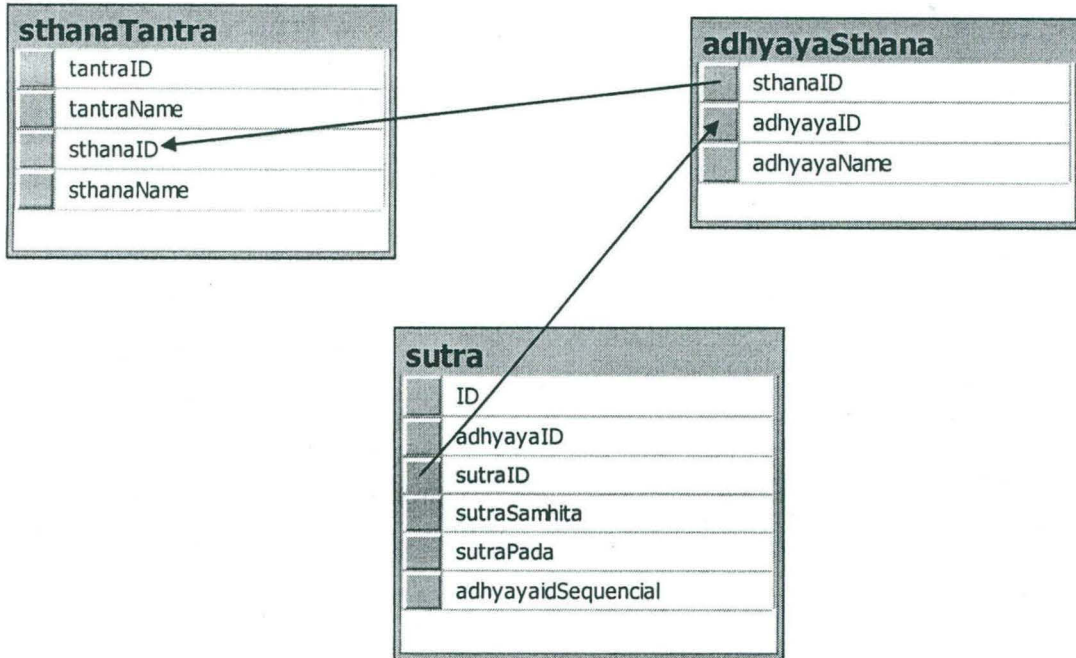 sthanaTantra
tantraID
tantraName
sthanaID
sthanaName
adhyayaSthana
sthanaID
adhyayaID
adhyayaName
sutra
ID
adhyayaID
sutraID
sutraSamhita
sutraPada
adhyayaidSequencial